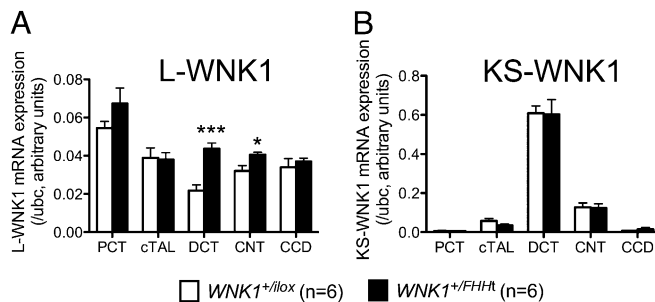 A
L-WNK1
L-WNK1 mRNA expression
(/ubc, arbitrary units)
0.08
0.06
0.04
0.02
0.00
*** *
PCT cTAL DCT CNT CCD
B
KS-WNK1
KS-WNK1 mRNA expression
(/ubc, arbitrary units)
0.8
0.6
0.4
0.2
0.0
PCT cTAL DCT CNT CCD
WNK1+/ilox (n=6) WNK1+/FHHt (n=6)